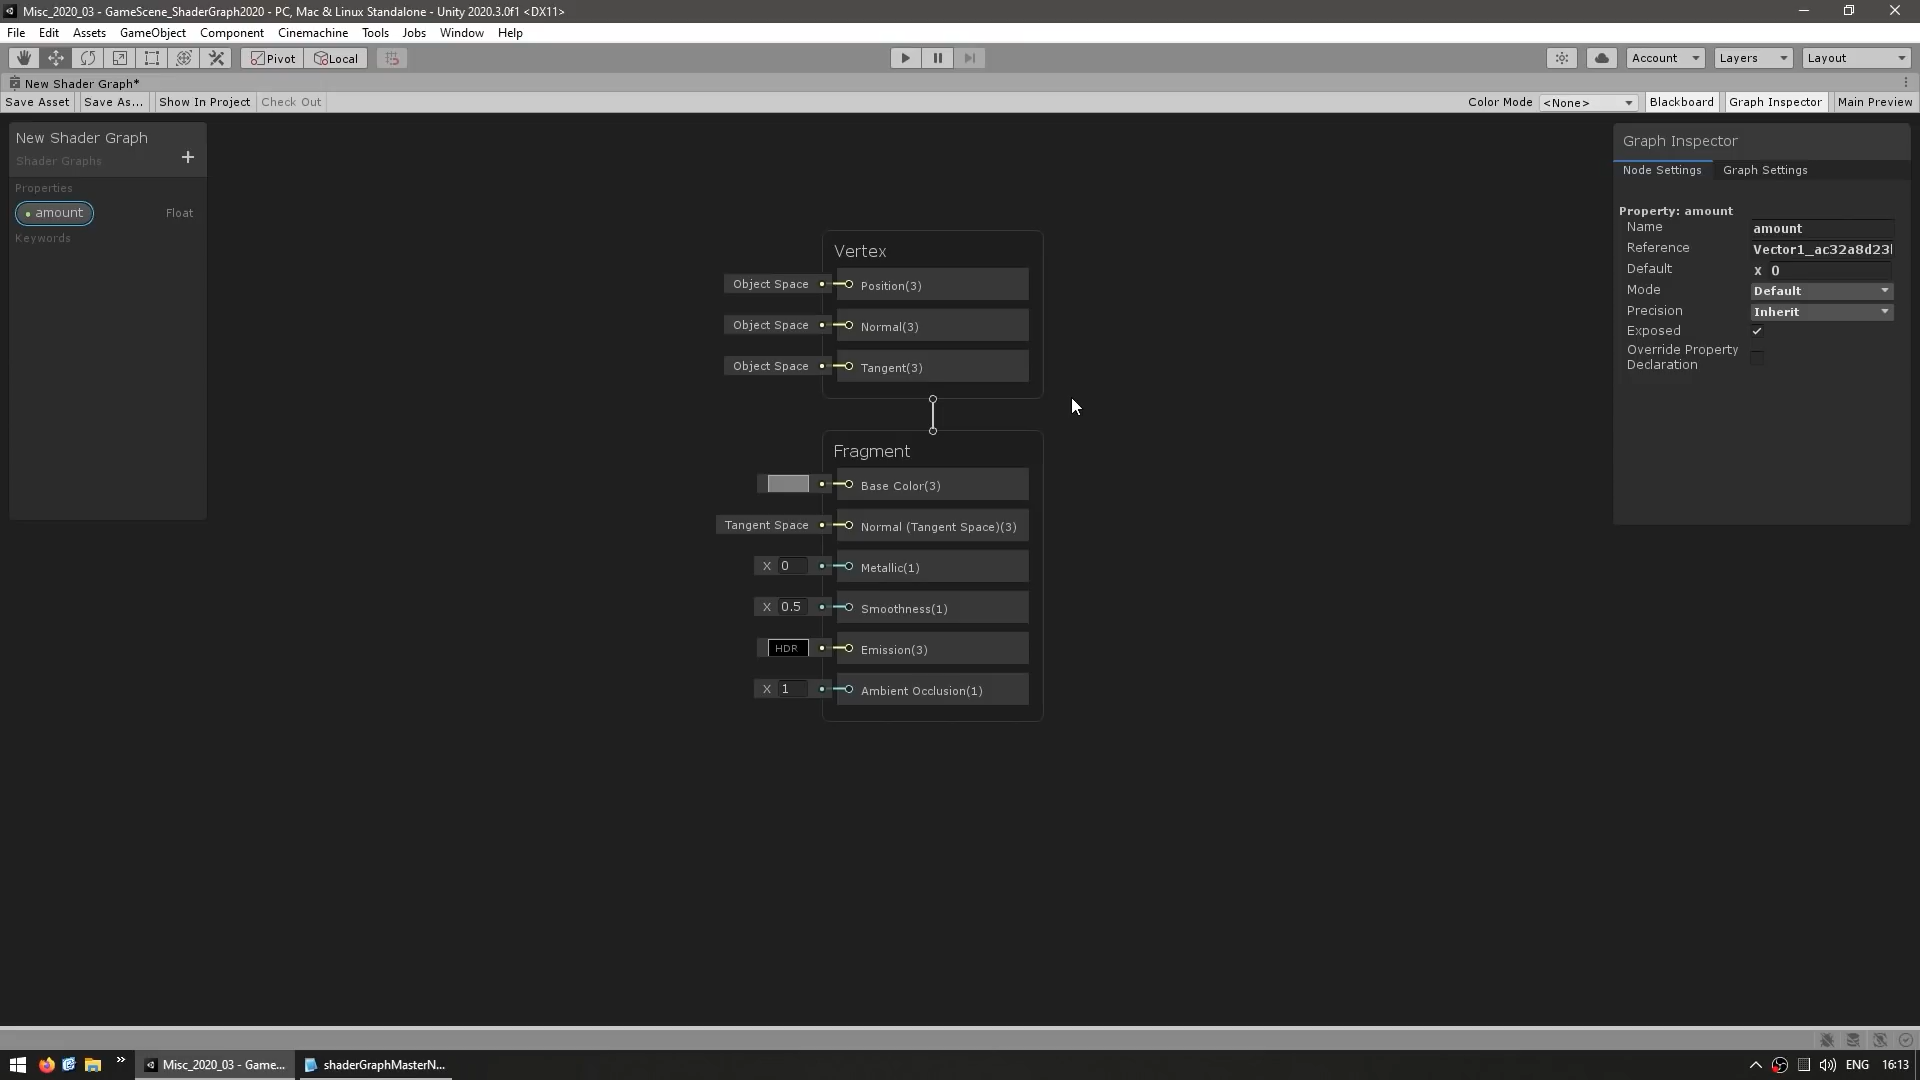 Misc_2020_03 - GameScene_ShaderGraph2020 - PC, Mac & Linux Standalone - Unity 2020.3.0f1 <DX11>
File Edit Assets GameObject Component Cinemachine Tools Jobs Window Help
Pivot Local Account Layers Layout
New Shader Graph*
Save Asset Save As... Show In Project Check Out Color Mode <None> Blackboard Graph Inspector Main Preview
New Shader Graph
Shader Graphs
+
Properties
amount Float
Keywords
Vertex
Object Space Position(3)
Object Space Normal(3)
Object Space Tangent(3)
Fragment
Base Color(3)
Tangent Space Normal (Tangent Space)(3)
X 0 Metallic(1)
X 0.5 Smoothness(1)
HDR Emission(3)
X 1 Ambient Occlusion(1)
Graph Inspector
Node Settings Graph Settings
Property: amount
Name amount
Reference Vector1_ac32a8d23
Default X 0
Mode Default
Precision Inherit
Exposed
Override Property
Declaration
Misc_2020_03 - Game... shaderGraphMasterN... ENG 16:13